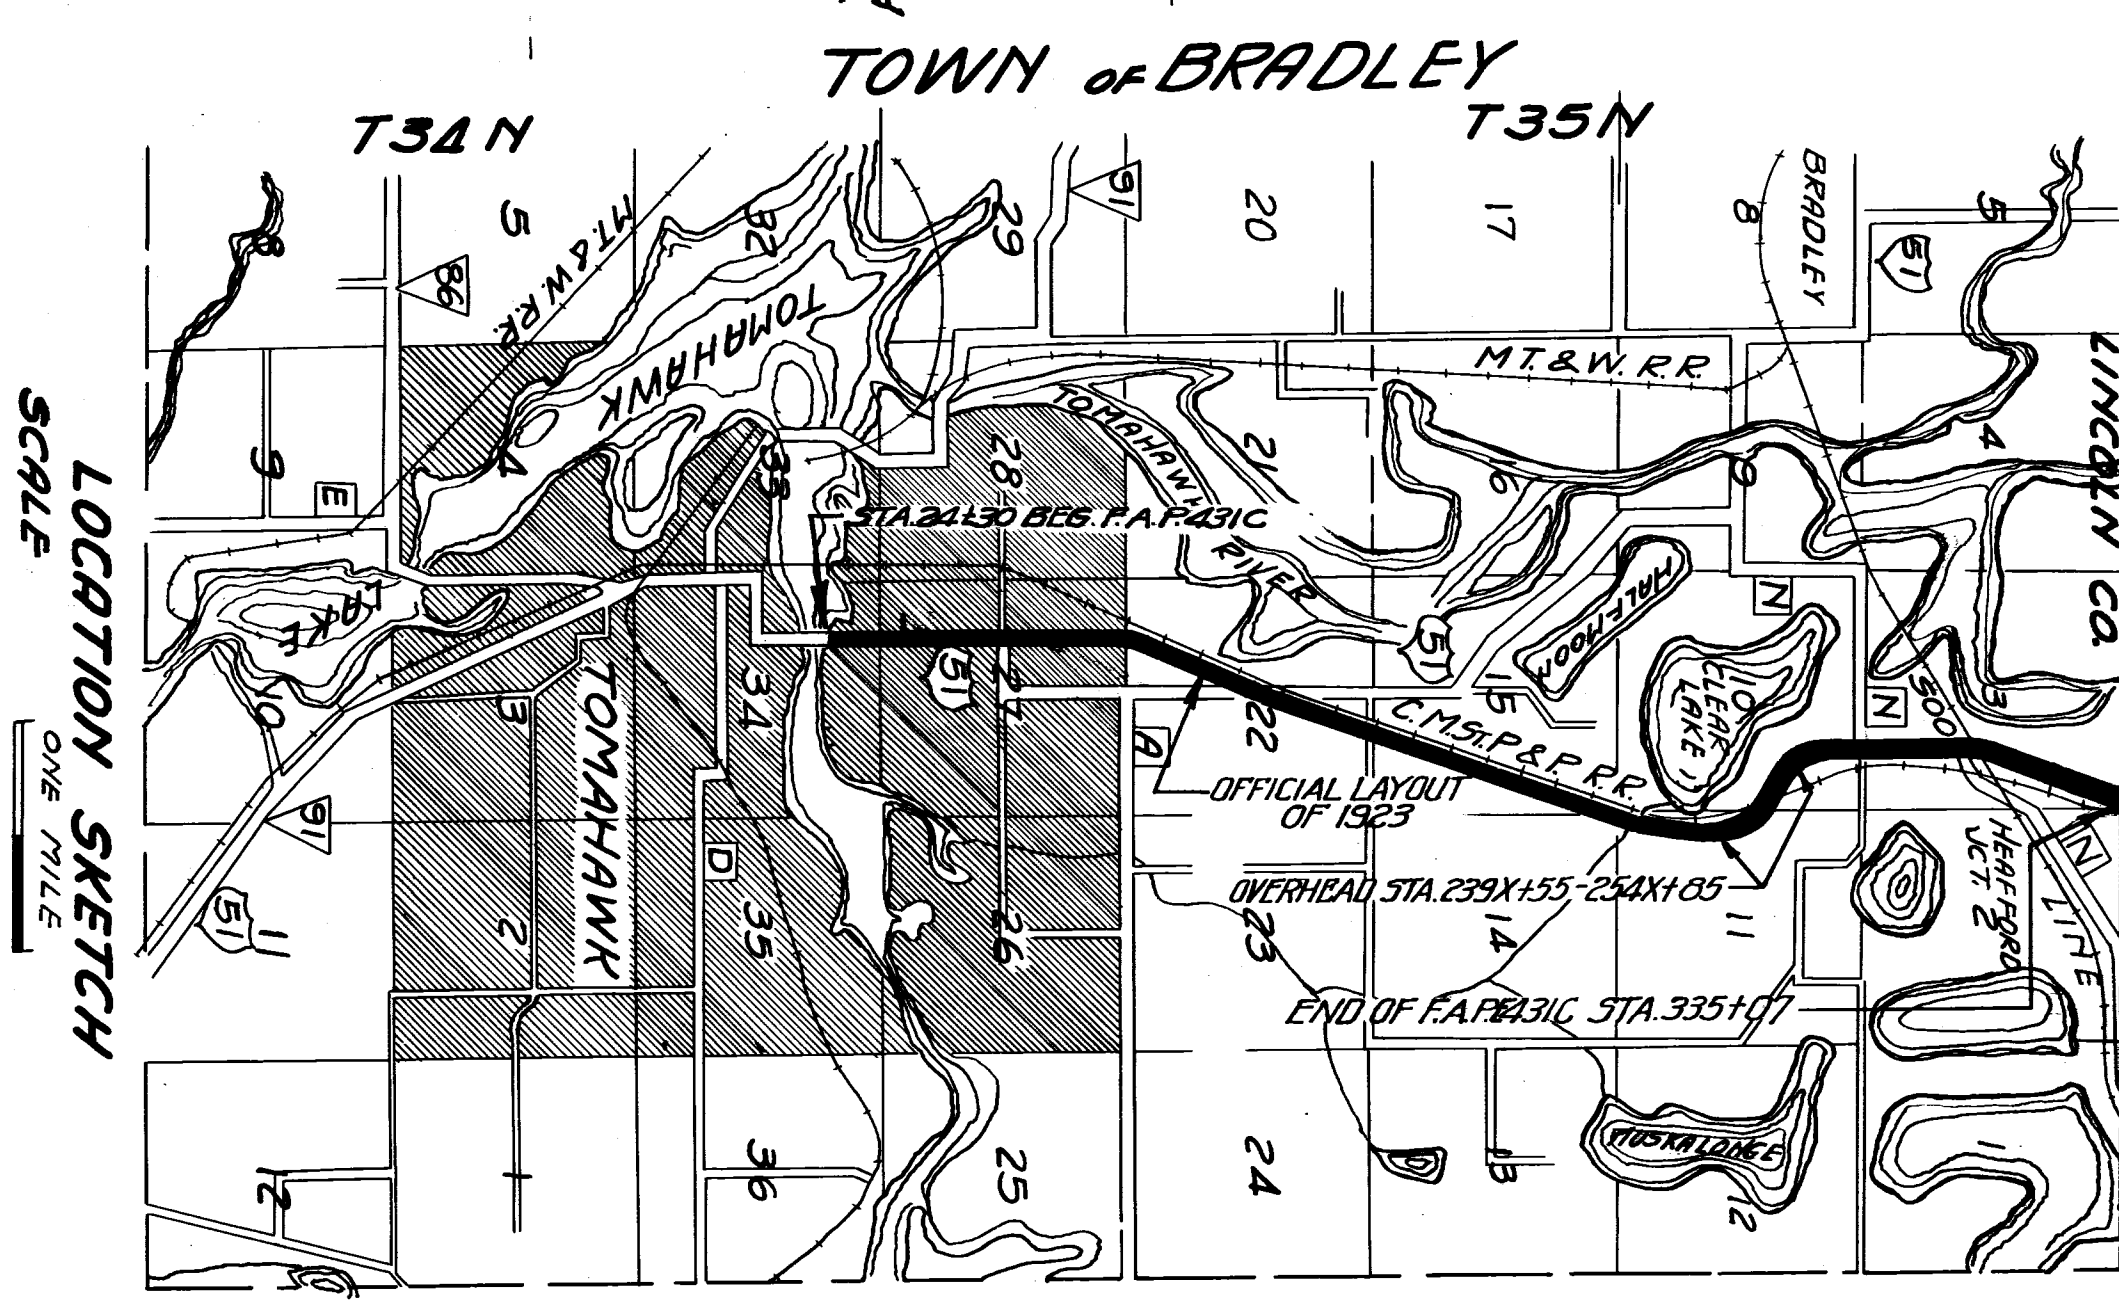 TOWN OF BRADLEY
T34N
T35N
BRADLEY
5
32
29
91
20
17
8
5
51
8
86
MT. & W. R.R.
TOMAHAWK
MT. & W. R. R.
LINCOLN CO.
9
E
4
33
28
TOMAHAWK
RIVER
21
16
9
4
STA. 24+30 BEG. F.A.P. 431C
LAKE
10
3
TOMAHAWK
34
51
27
A
22
51
15
HALFMOON
N
10
CLEAR
LAKE
N
SOO
LINE
3
C.M.ST.P & P. R.R.
OFFICIAL LAYOUT
OF 1923
91
51
11
2
D
35
26
23
14
11
OVERHEAD STA. 239X+55-254X+85
HEAFFORD
JCT.
2
N
END OF F.A.P. 431C STA. 335+07
12
1
36
25
24
13
MUSKALONGE
12
1
LOCATION SKETCH
SCALE
ONE MILE